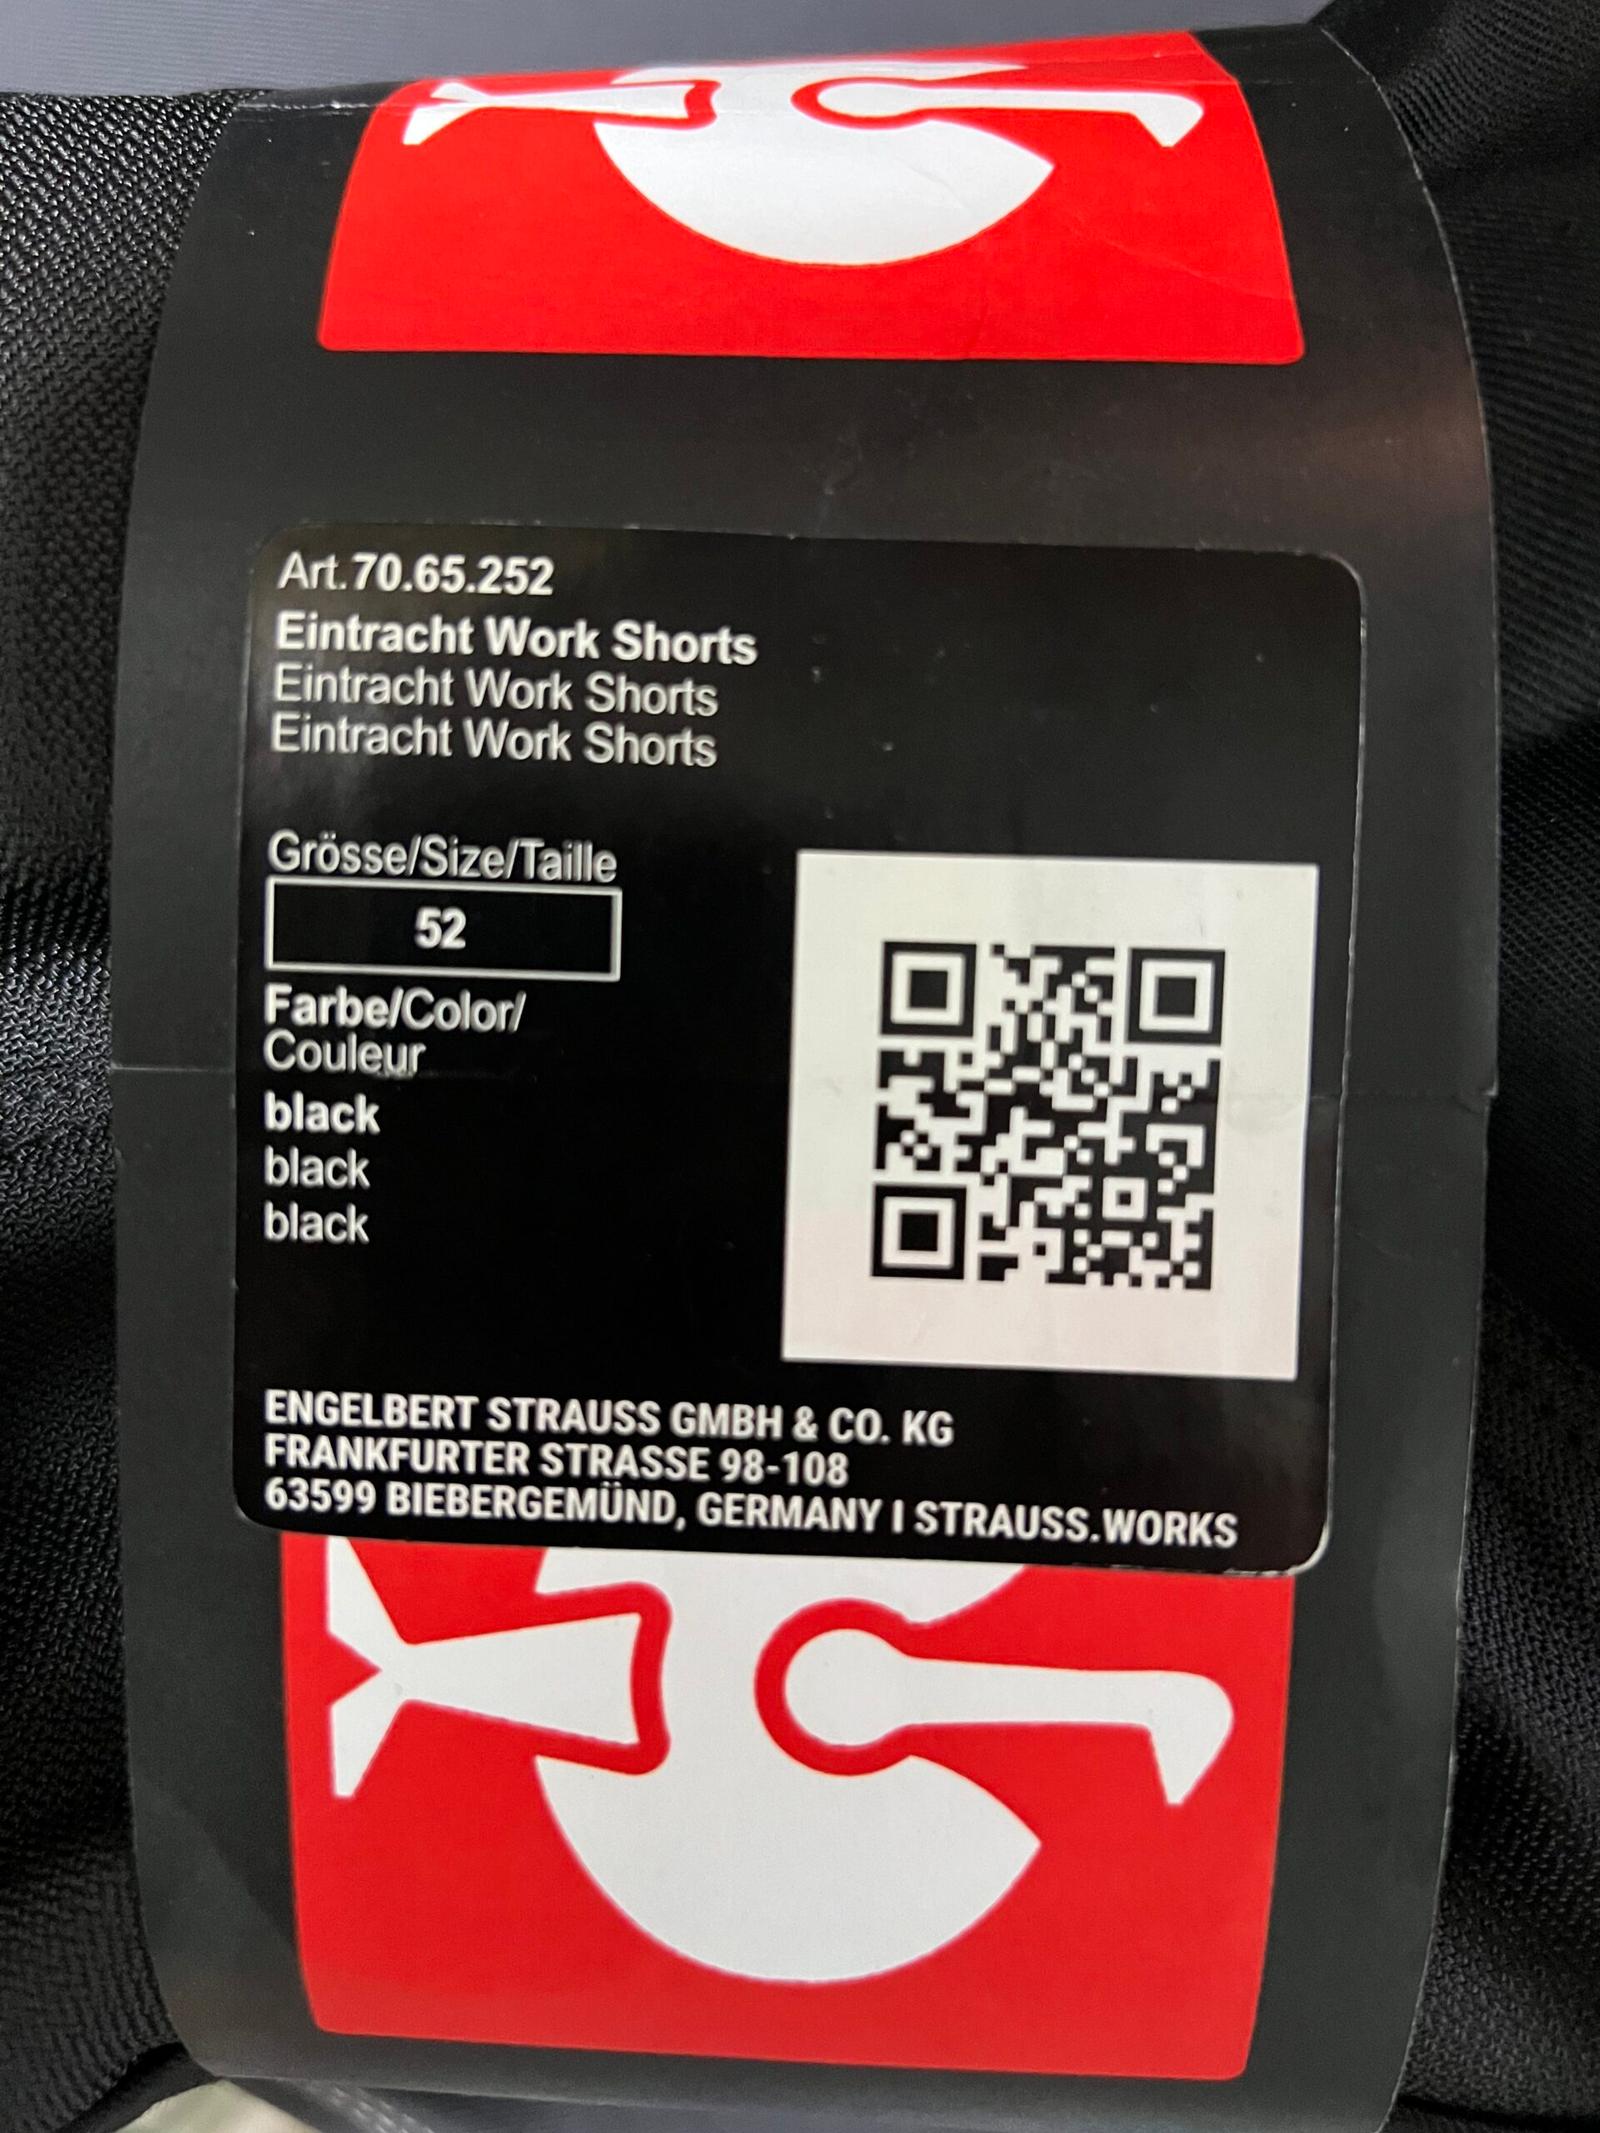 Art.70.65.252
Eintracht Work Shorts
Eintracht Work Shorts
Eintracht Work Shorts
Grösse/Size/Taille
52
Farbe/Color/
Couleur
black
black
black
ENGELBERT STRAUSS GMBH & CO. KG
FRANKFURTER STRASSE 98-108
63599 BIEBERGEMÜND, GERMANY I STRAUSS.WORKS